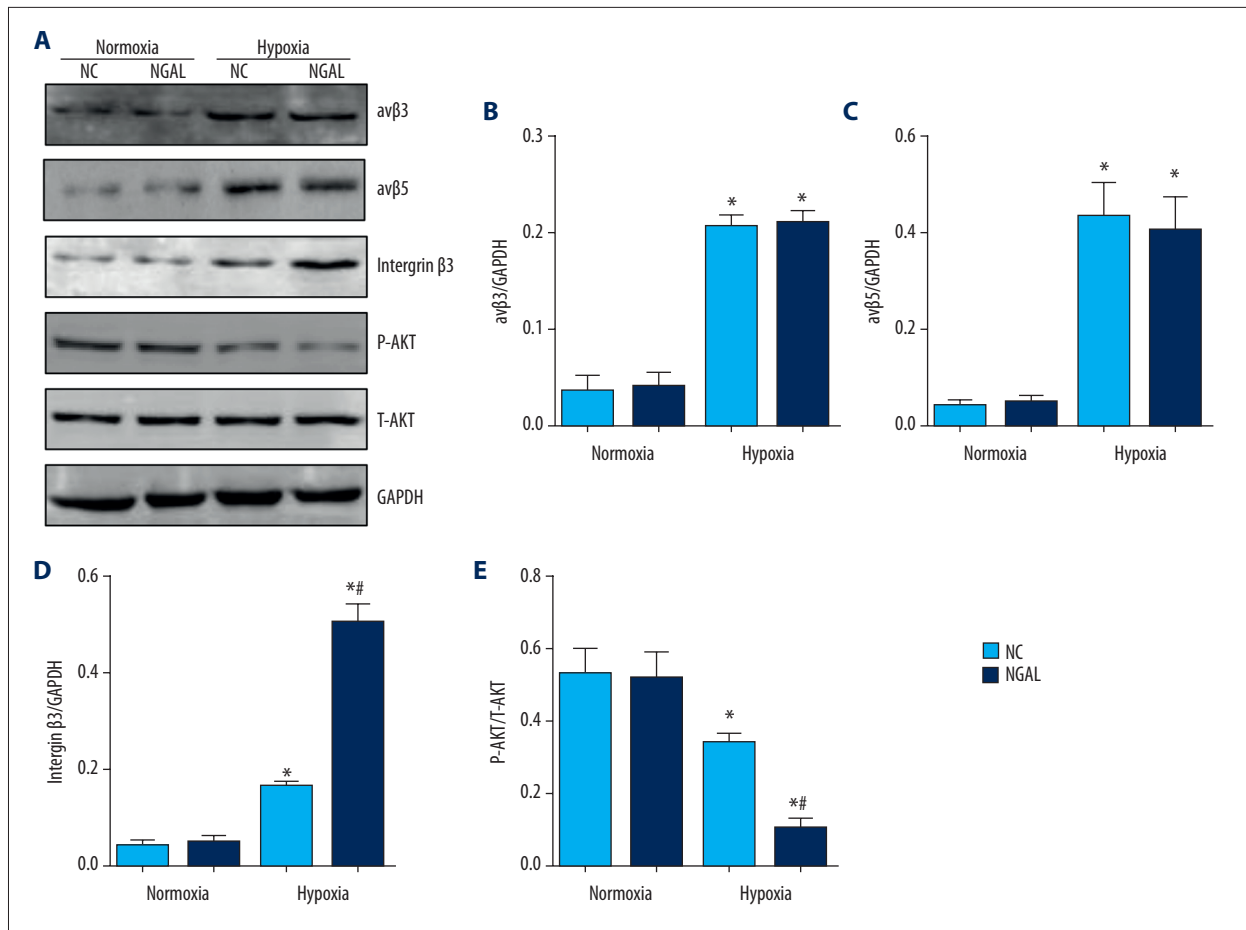 A
Normoxia Hypoxia
NC NGAL NC NGAL
avβ3
avβ5
Intergrin β3
P-AKT
T-AKT
GAPDH
B
avβ3/GAPDH
0.3
0.2
0.1
0.0
* *
Normoxia Hypoxia
C
avβ5/GAPDH
0.6
0.4
0.2
0.0
* *
Normoxia Hypoxia
D
Intergin β3/GAPDH
0.6
0.4
0.2
0.0
*
*#
Normoxia Hypoxia
E
P-AKT/T-AKT
0.8
0.6
0.4
0.2
0.0
*
*#
Normoxia Hypoxia
NC
NGAL